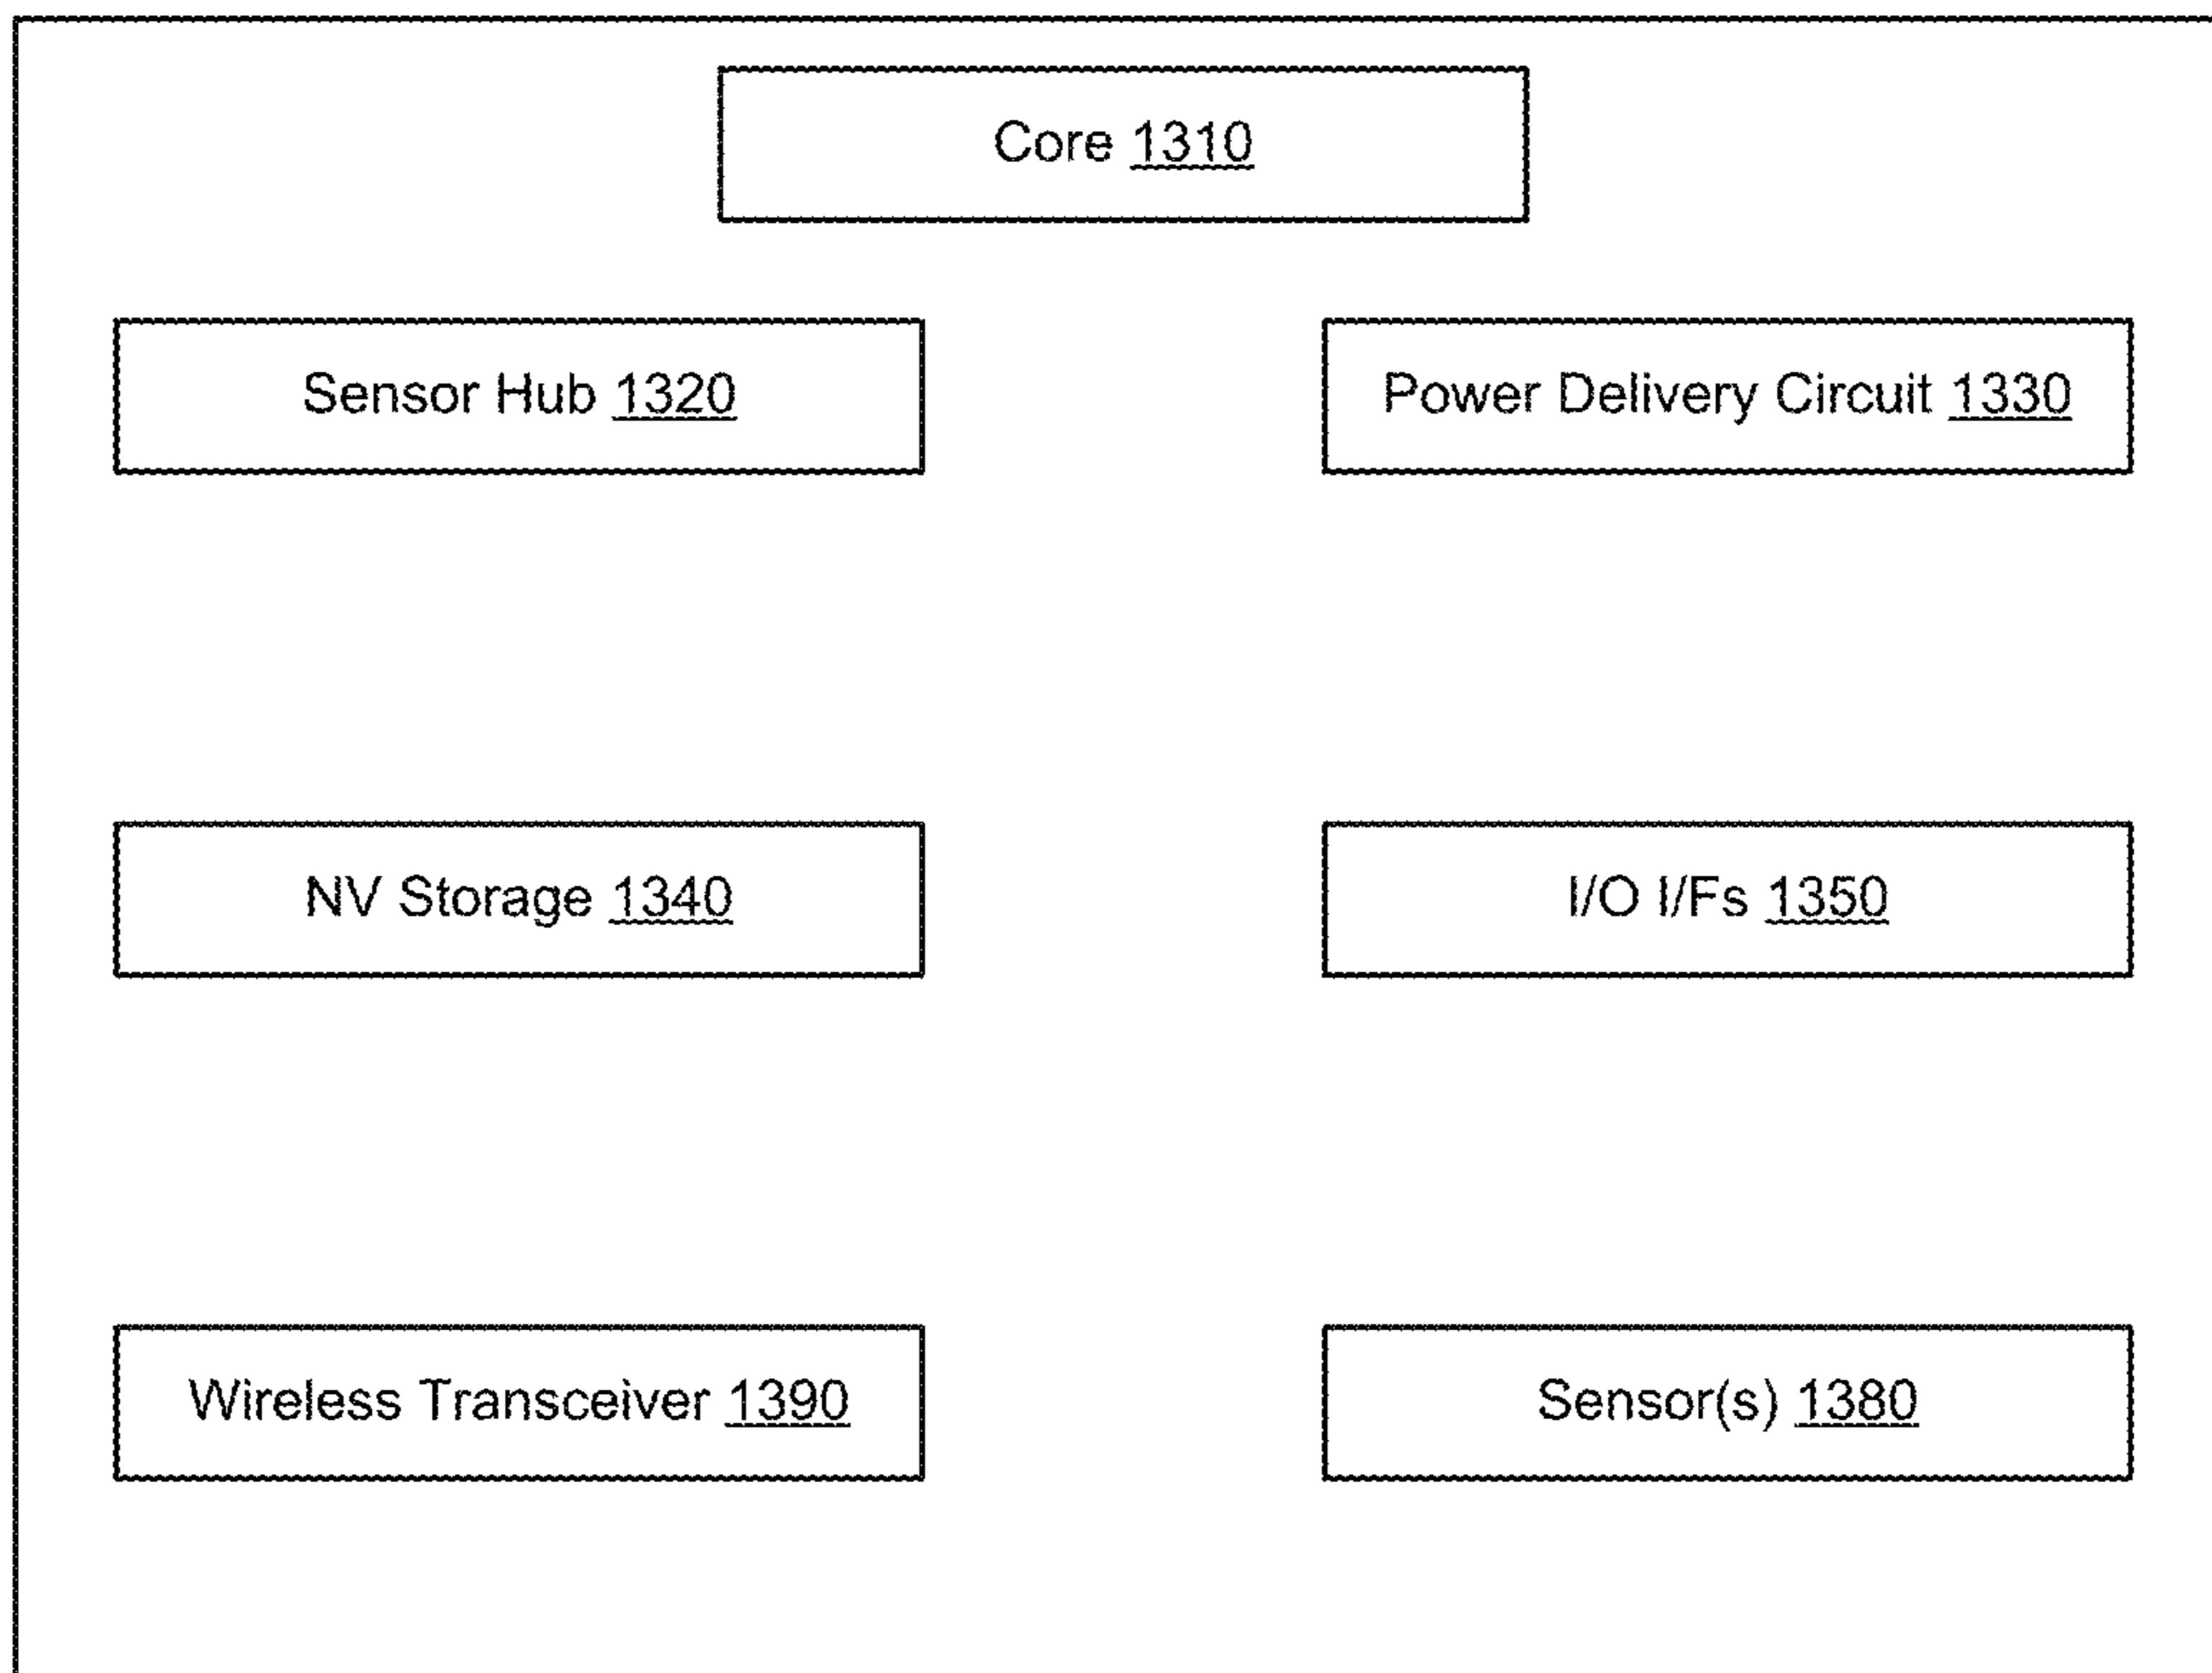 Core 1310
Sensor Hub 1320
Power Delivery Circuit 1330
NV Storage 1340
I/O I/Fs 1350
Wireless Transceiver 1390
Sensor(s) 1380